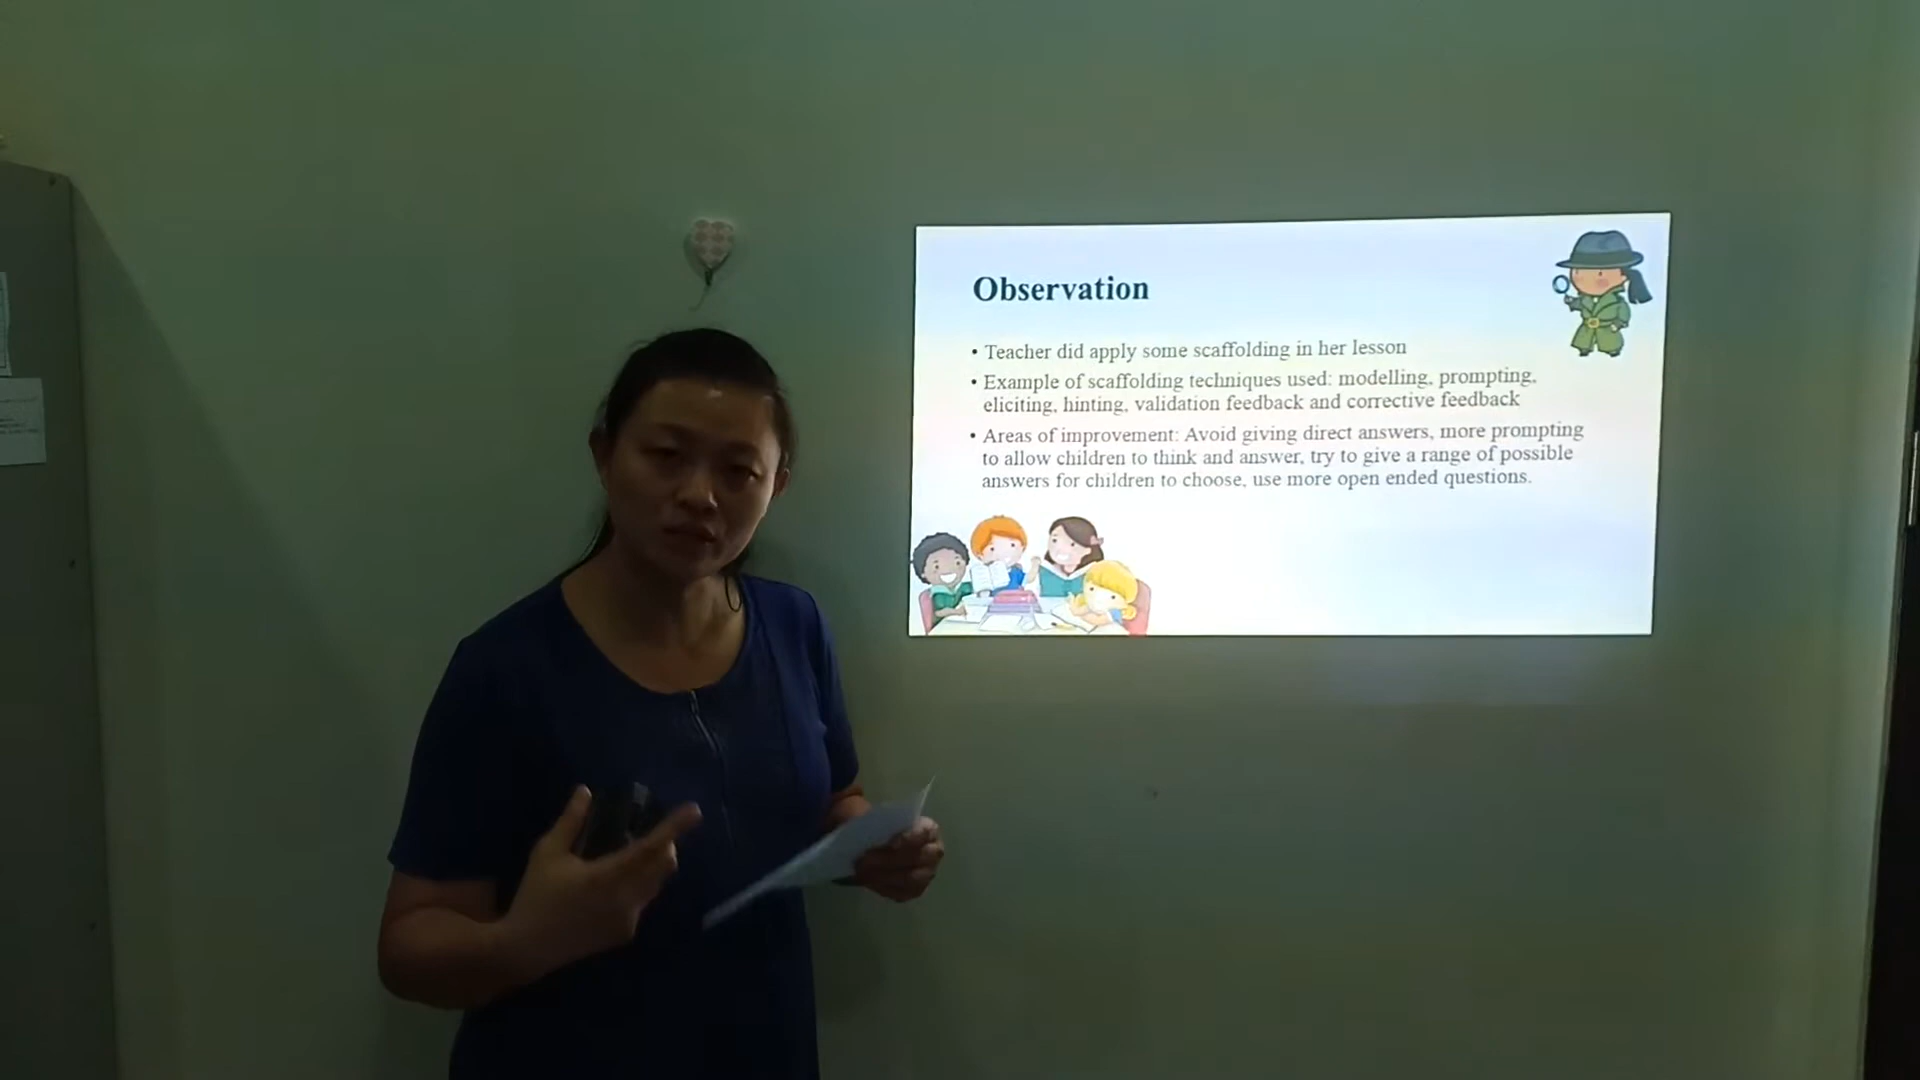 Observation
• Teacher did apply some scaffolding in her lesson
• Example of scaffolding techniques used: modelling, prompting,
eliciting, hinting, validation feedback and corrective feedback
• Areas of improvement: Avoid giving direct answers, more prompting
to allow children to think and answer, try to give a range of possible
answers for children to choose, use more open ended questions.